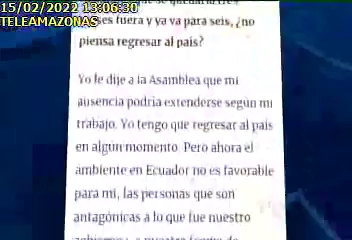 15/02/2022 13:06:30
TELEAMAZONAS
ses fuera y ya va para seis, ¿no
piensa regresar al país?
Yo le dije a la Asamblea que mi
ausencia podría extenderse según mi
trabajo. Yo tengo que regresar al país
en algún momento. Pero ahora el
ambiente en Ecuador no es favorable
para mí, las personas que son
antagónicas a lo que fue nuestro